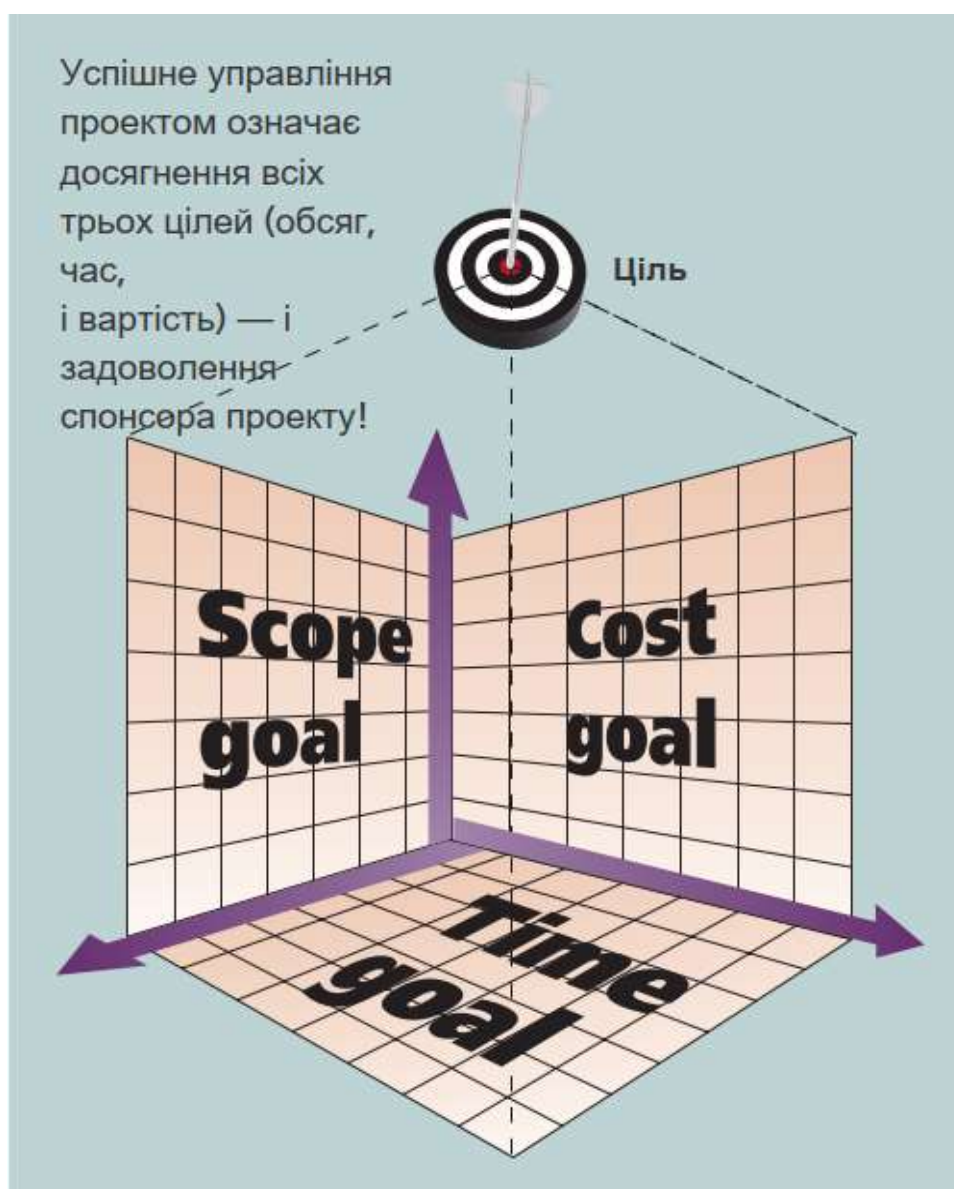 Успішне управління
проектом означає
досягнення всіх
трьох цілей (обсяг,
час,
і вартість) — і
задоволення
спонсора проекту!
Ціль
Scope
goal
Cost
goal
Time
goal